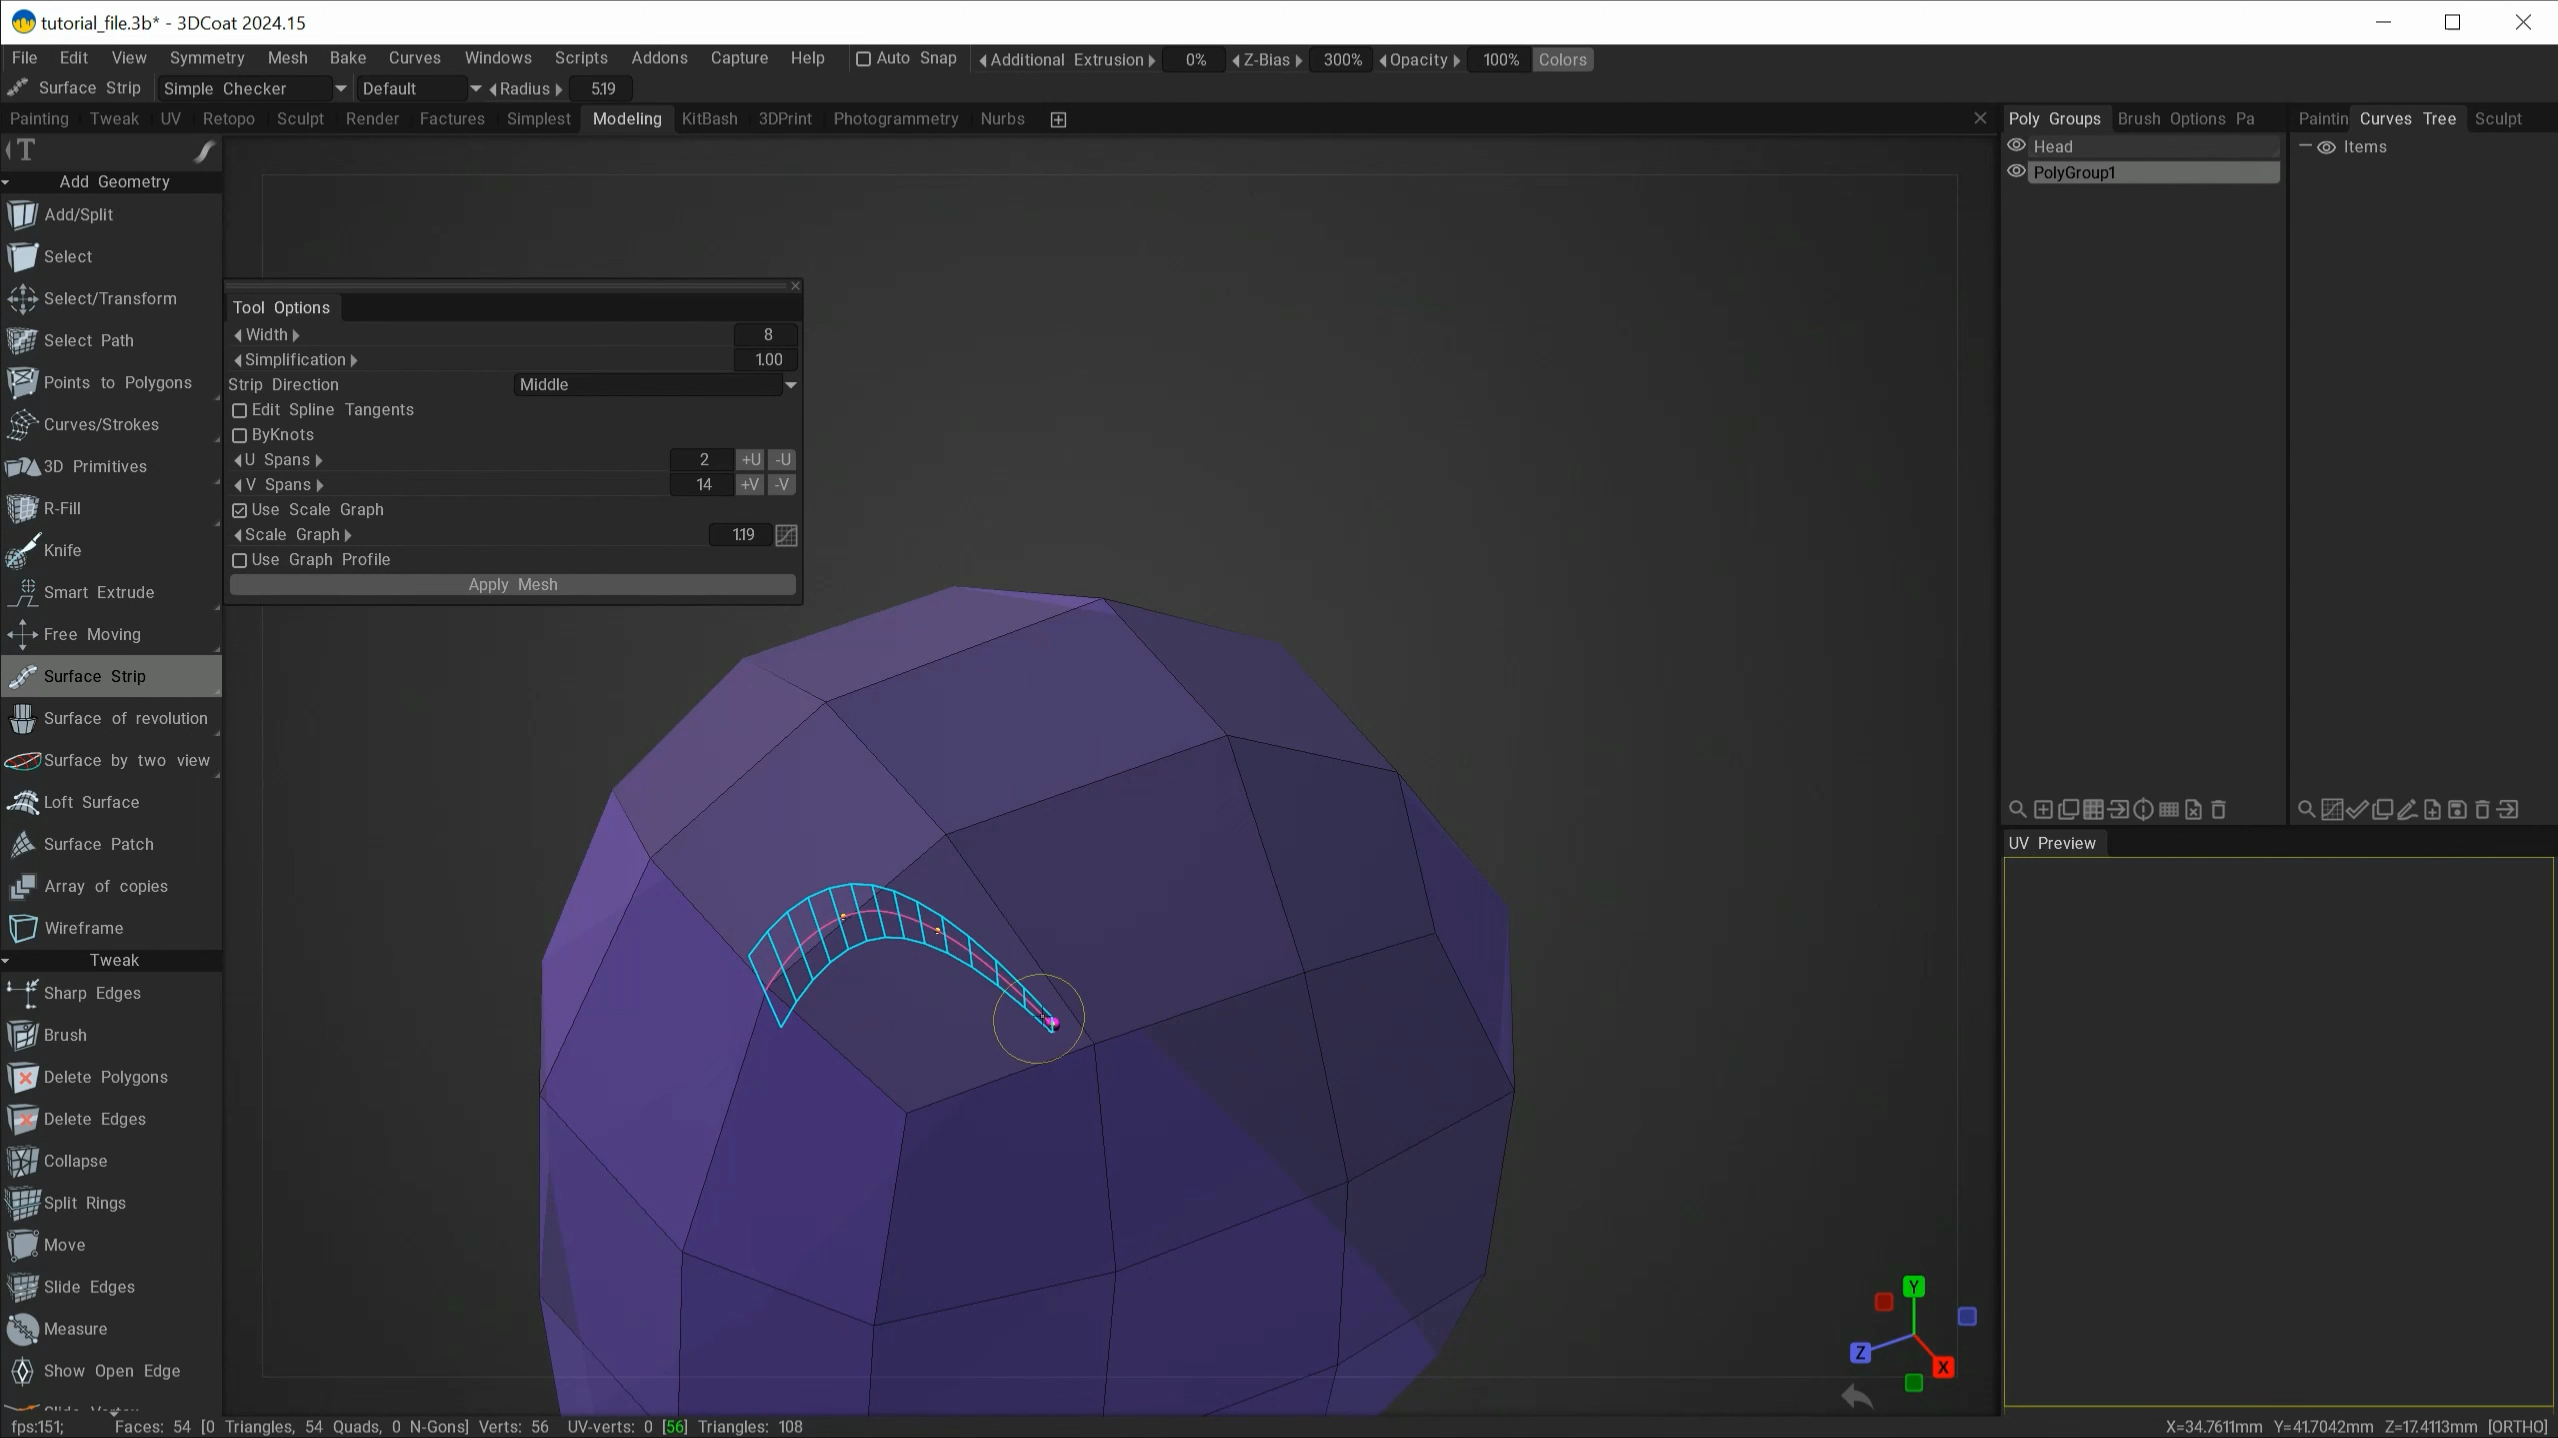 tutorial_file.3b* - 3DCoat 2024.15
File Edit View Symmetry Mesh Bake Curves Windows Scripts Addons Capture Help Auto Snap Additional Extrusion 0% Z-Bias 300% Opacity 100% Colors
Surface Strip Simple Checker Default Radius 5.19
Painting Tweak UV Retopo Sculpt Render Factures Simplest Modeling KitBash 3DPrint Photogrammetry Nurbs
Poly Groups Brush Options Pa
Paintin Curves Tree Sculpt
T
Head
Items
PolyGroup1
Add Geometry
Add/Split
Select
Select/Transform
Select Path
Points to Polygons
Curves/Strokes
3D Primitives
R-Fill
Knife
Smart Extrude
Free Moving
Surface Strip
Surface of revolution
Surface by two view
Loft Surface
Surface Patch
Array of copies
Wireframe
Tweak
Sharp Edges
Brush
Delete Polygons
Delete Edges
Collapse
Split Rings
Move
Slide Edges
Measure
Show Open Edge
Tool Options
Width 8
Simplification 1.00
Strip Direction Middle
Edit Spline Tangents
ByKnots
U Spans 2 +U -U
V Spans 14 +V -V
Use Scale Graph
Scale Graph 1.19
Use Graph Profile
Apply Mesh
UV Preview
Y
Z
X
fps:151; Faces: 54 [0 Triangles, 54 Quads, 0 N-Gons] Verts: 56 UV-verts: 0 [56] Triangles: 108
X=34.7611mm Y=41.7042mm Z=17.4113mm [ORTHO]